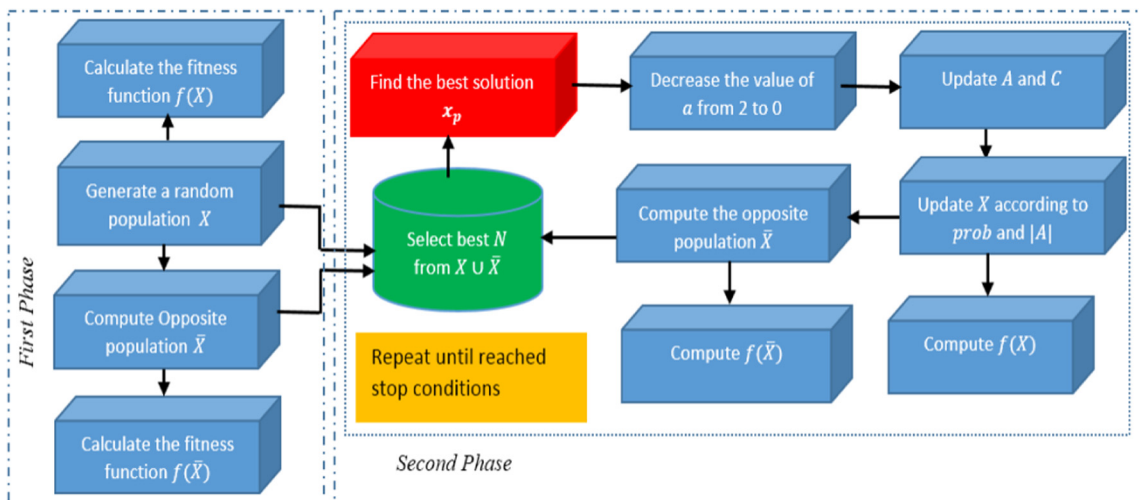 First Phase
Calculate the fitness
function f(X)
Generate a random
population X
Compute Opposite
population X̄
Calculate the fitness
function f(X̄)
Find the best solution
xₚ
Decrease the value of
a from 2 to 0
Update A and C
Select best N
from X ∪ X̄
Compute the opposite
population X̄
Update X according to
prob and |A|
Repeat until reached
stop conditions
Compute f(X̄)
Compute f(X)
Second Phase